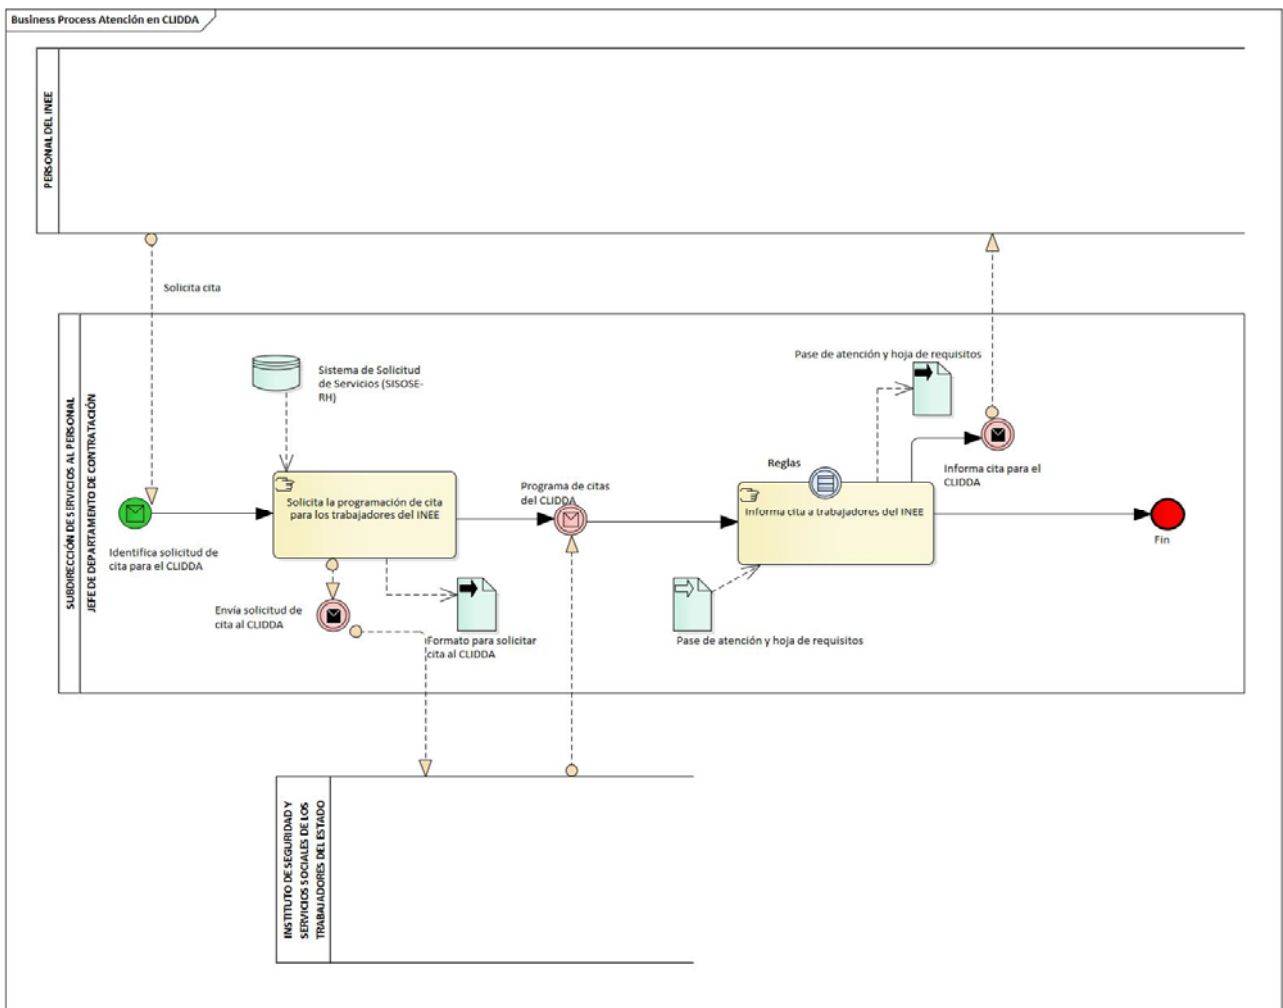 Business Process Atención en CLIDDA
PERSONAL DEL INEE
Solicita cita
SUBDIRECCIÓN DE SERVICIOS AL PERSONAL
JEFE DE DEPARTAMENTO DE CONTRATACIÓN
Sistema de Solicitud
de Servicios (SISOSE-
RH)
Identifica solicitud de
cita para el CLIDDA
Solicita la programación de cita
para los trabajadores del INEE
Envía solicitud de
cita al CLIDDA
Formato para solicitar
cita al CLIDDA
Programa de citas
del CLIDDA
Reglas
Informa cita a trabajadores del INEE
Pase de atención y hoja de requisitos
Pase de atención y hoja de requisitos
Informa cita para el
CLIDDA
Fin
INSTITUTO DE SEGURIDAD Y
SERVICIOS SOCIALES DE LOS
TRABAJADORES DEL ESTADO